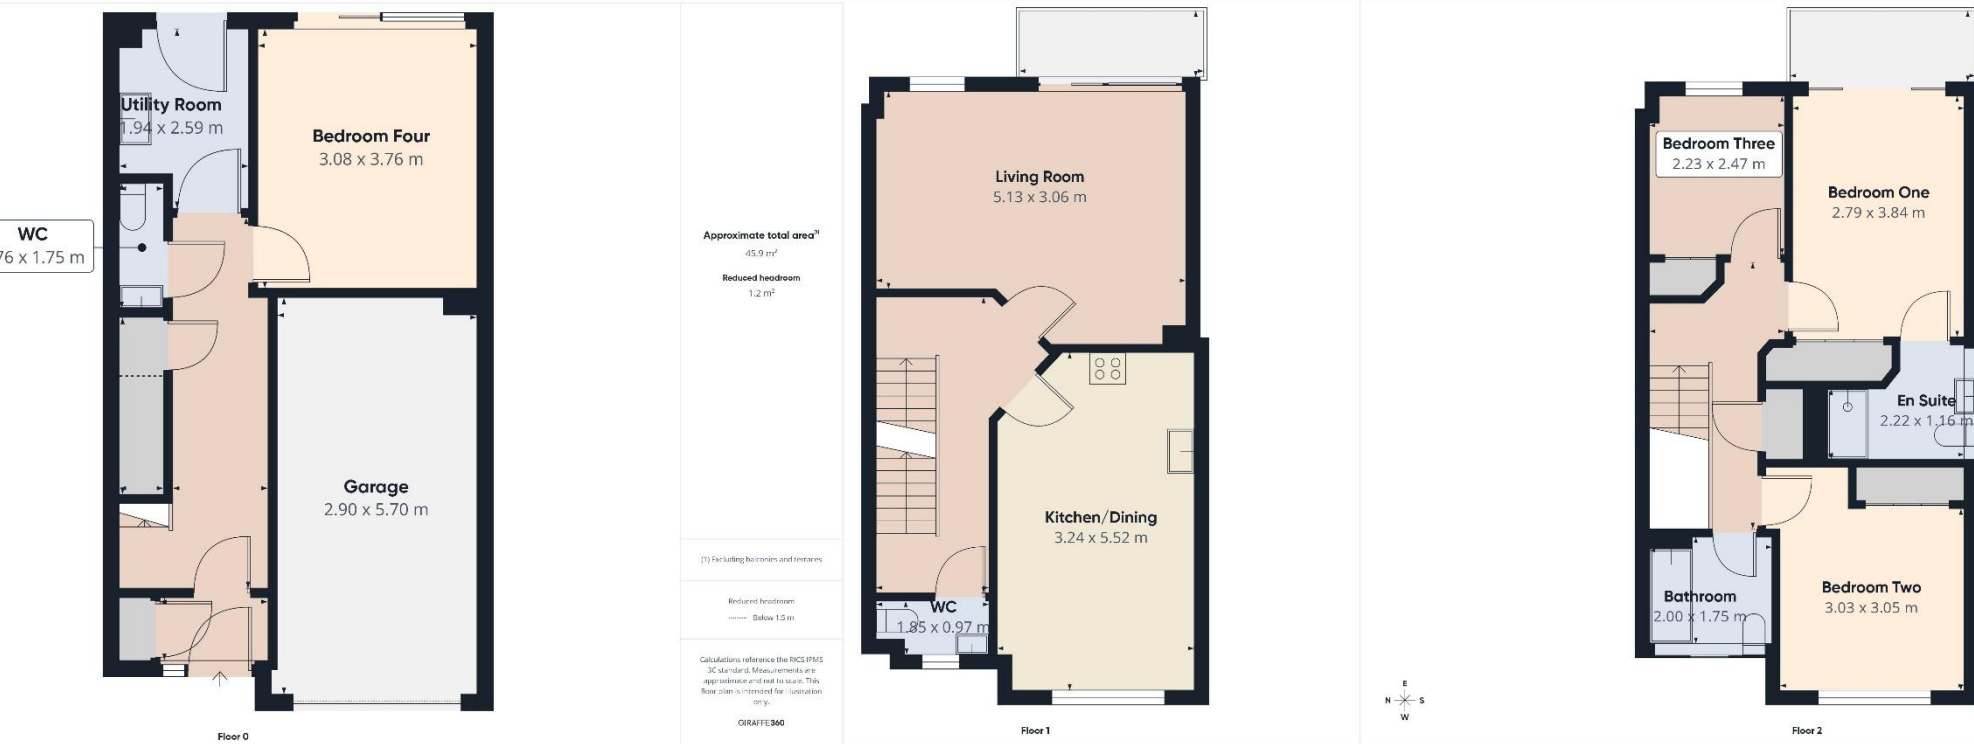 Utility Room
1.94 x 2.59 m
Bedroom Four
3.08 x 3.76 m
WC
76 x 1.75 m
Garage
2.90 x 5.70 m
Floor 0
Approximate total area(1)
45.9 m²
Reduced headroom
1.2 m²
(1) Excluding balconies and terraces
Reduced headroom
Below 1.5 m
Calculations reference the RICS IPMS
3C standard. Measurements are
approximate and not to scale. This
floor plan is intended for illustration
only.
GIRAFFE360
Living Room
5.13 x 3.06 m
Kitchen/Dining
3.24 x 5.52 m
WC
1.85 x 0.97 m
Floor 1
Bedroom Three
2.23 x 2.47 m
Bedroom One
2.79 x 3.84 m
En Suite
2.22 x 1.16 m
Bedroom Two
3.03 x 3.05 m
Bathroom
2.00 x 1.75 m
E
N S
W
Floor 2